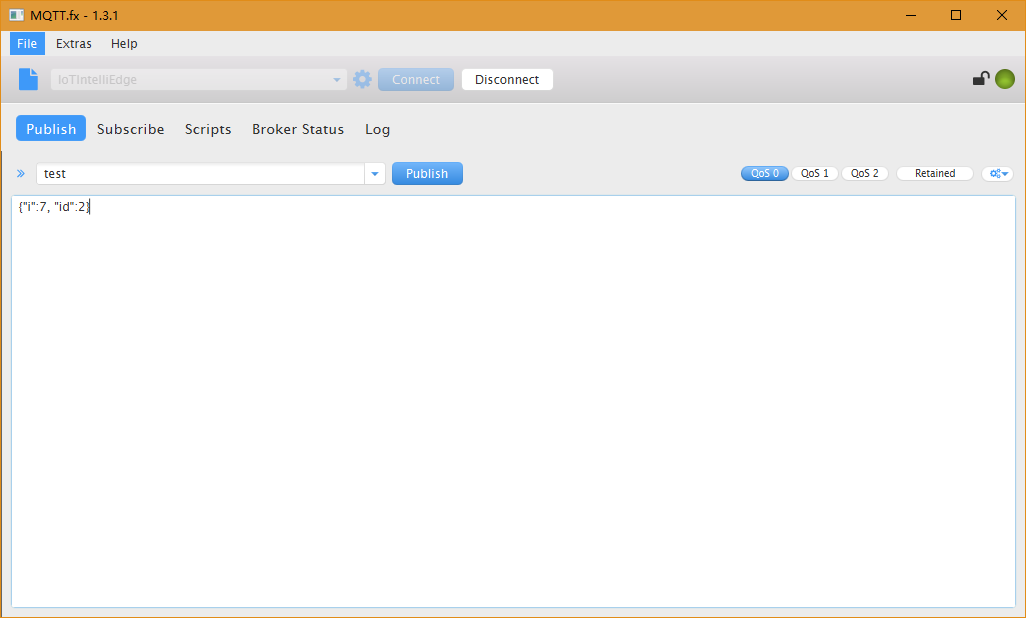 MQTT.fx - 1.3.1
File Extras Help
IoTIntelliEdge Connect Disconnect
Publish Subscribe Scripts Broker Status Log
» test Publish QoS 0 QoS 1 QoS 2 Retained
{"i":7, "id":2}